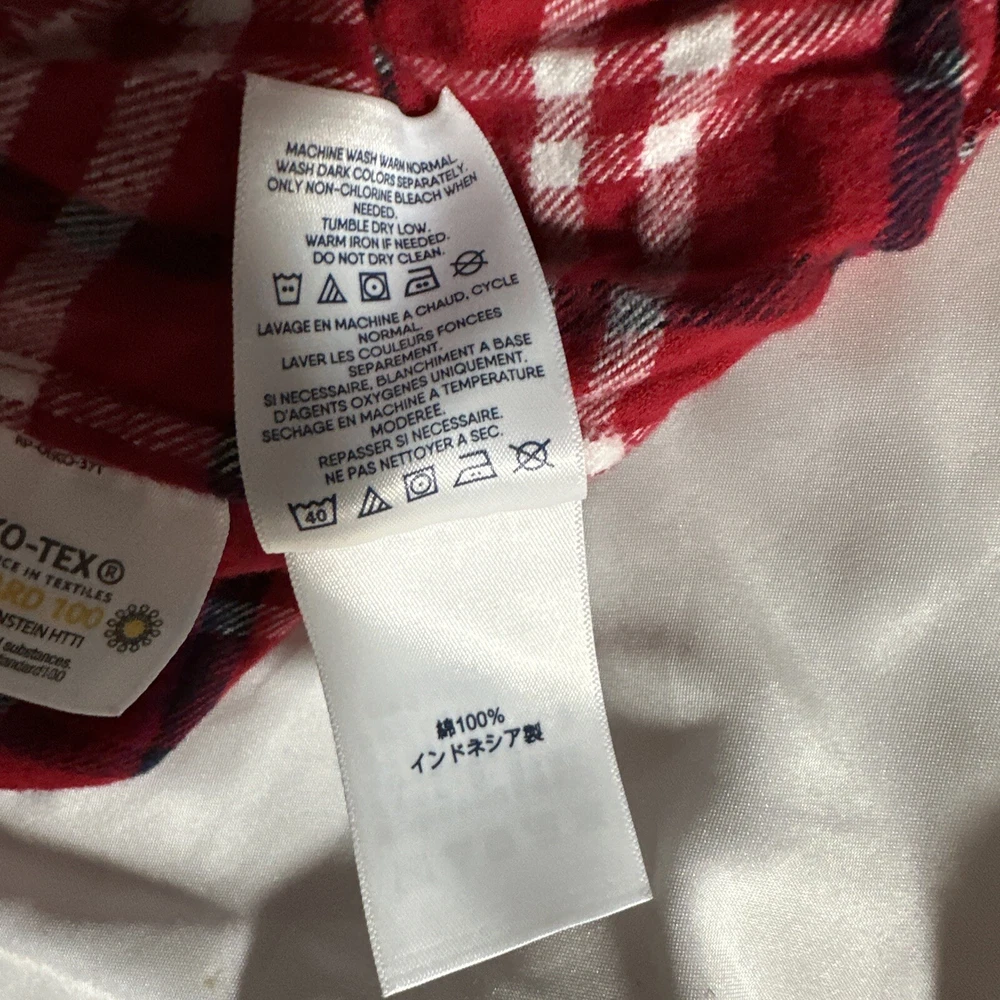 MACHINE WASH WARM NORMAL.
WASH DARK COLORS SEPARATELY.
ONLY NON-CHLORINE BLEACH WHEN
NEEDED.
TUMBLE DRY LOW.
WARM IRON IF NEEDED.
DO NOT DRY CLEAN.
LAVAGE EN MACHINE A CHAUD, CYCLE
NORMAL.
LAVER LES COULEURS FONCEES
SEPAREMENT.
SI NECESSAIRE, BLANCHIMENT A BASE
D'AGENTS OXYGENES UNIQUEMENT.
SECHAGE EN MACHINE A TEMPERATURE
MODEREE.
REPASSER SI NECESSAIRE.
NE PAS NETTOYER A SEC.
40
綿100%
インドネシア製
KO-TEX®
CE IN TEXTILES
ARD 100
NSTEIN HTTI
substances.
andard100